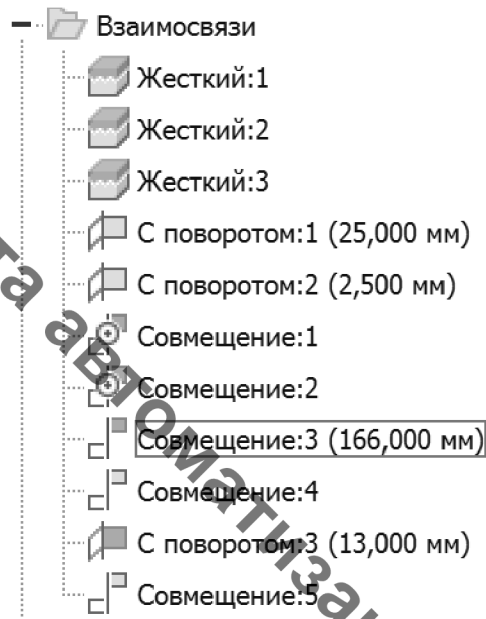 Взаимосвязи
Жесткий:1
Жесткий:2
Жесткий:3
С поворотом:1 (25,000 мм)
С поворотом:2 (2,500 мм)
Совмещение:1
Совмещение:2
Совмещение:3 (166,000 мм)
Совмещение:4
С поворотом:3 (13,000 мм)
Совмещение:5